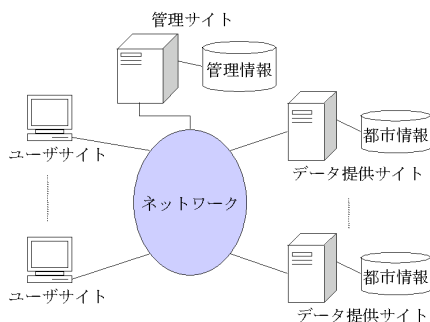 管理サイト
管理情報
ユーザサイト
都市情報
データ提供サイト
ネットワーク
ユーザサイト
都市情報
データ提供サイト